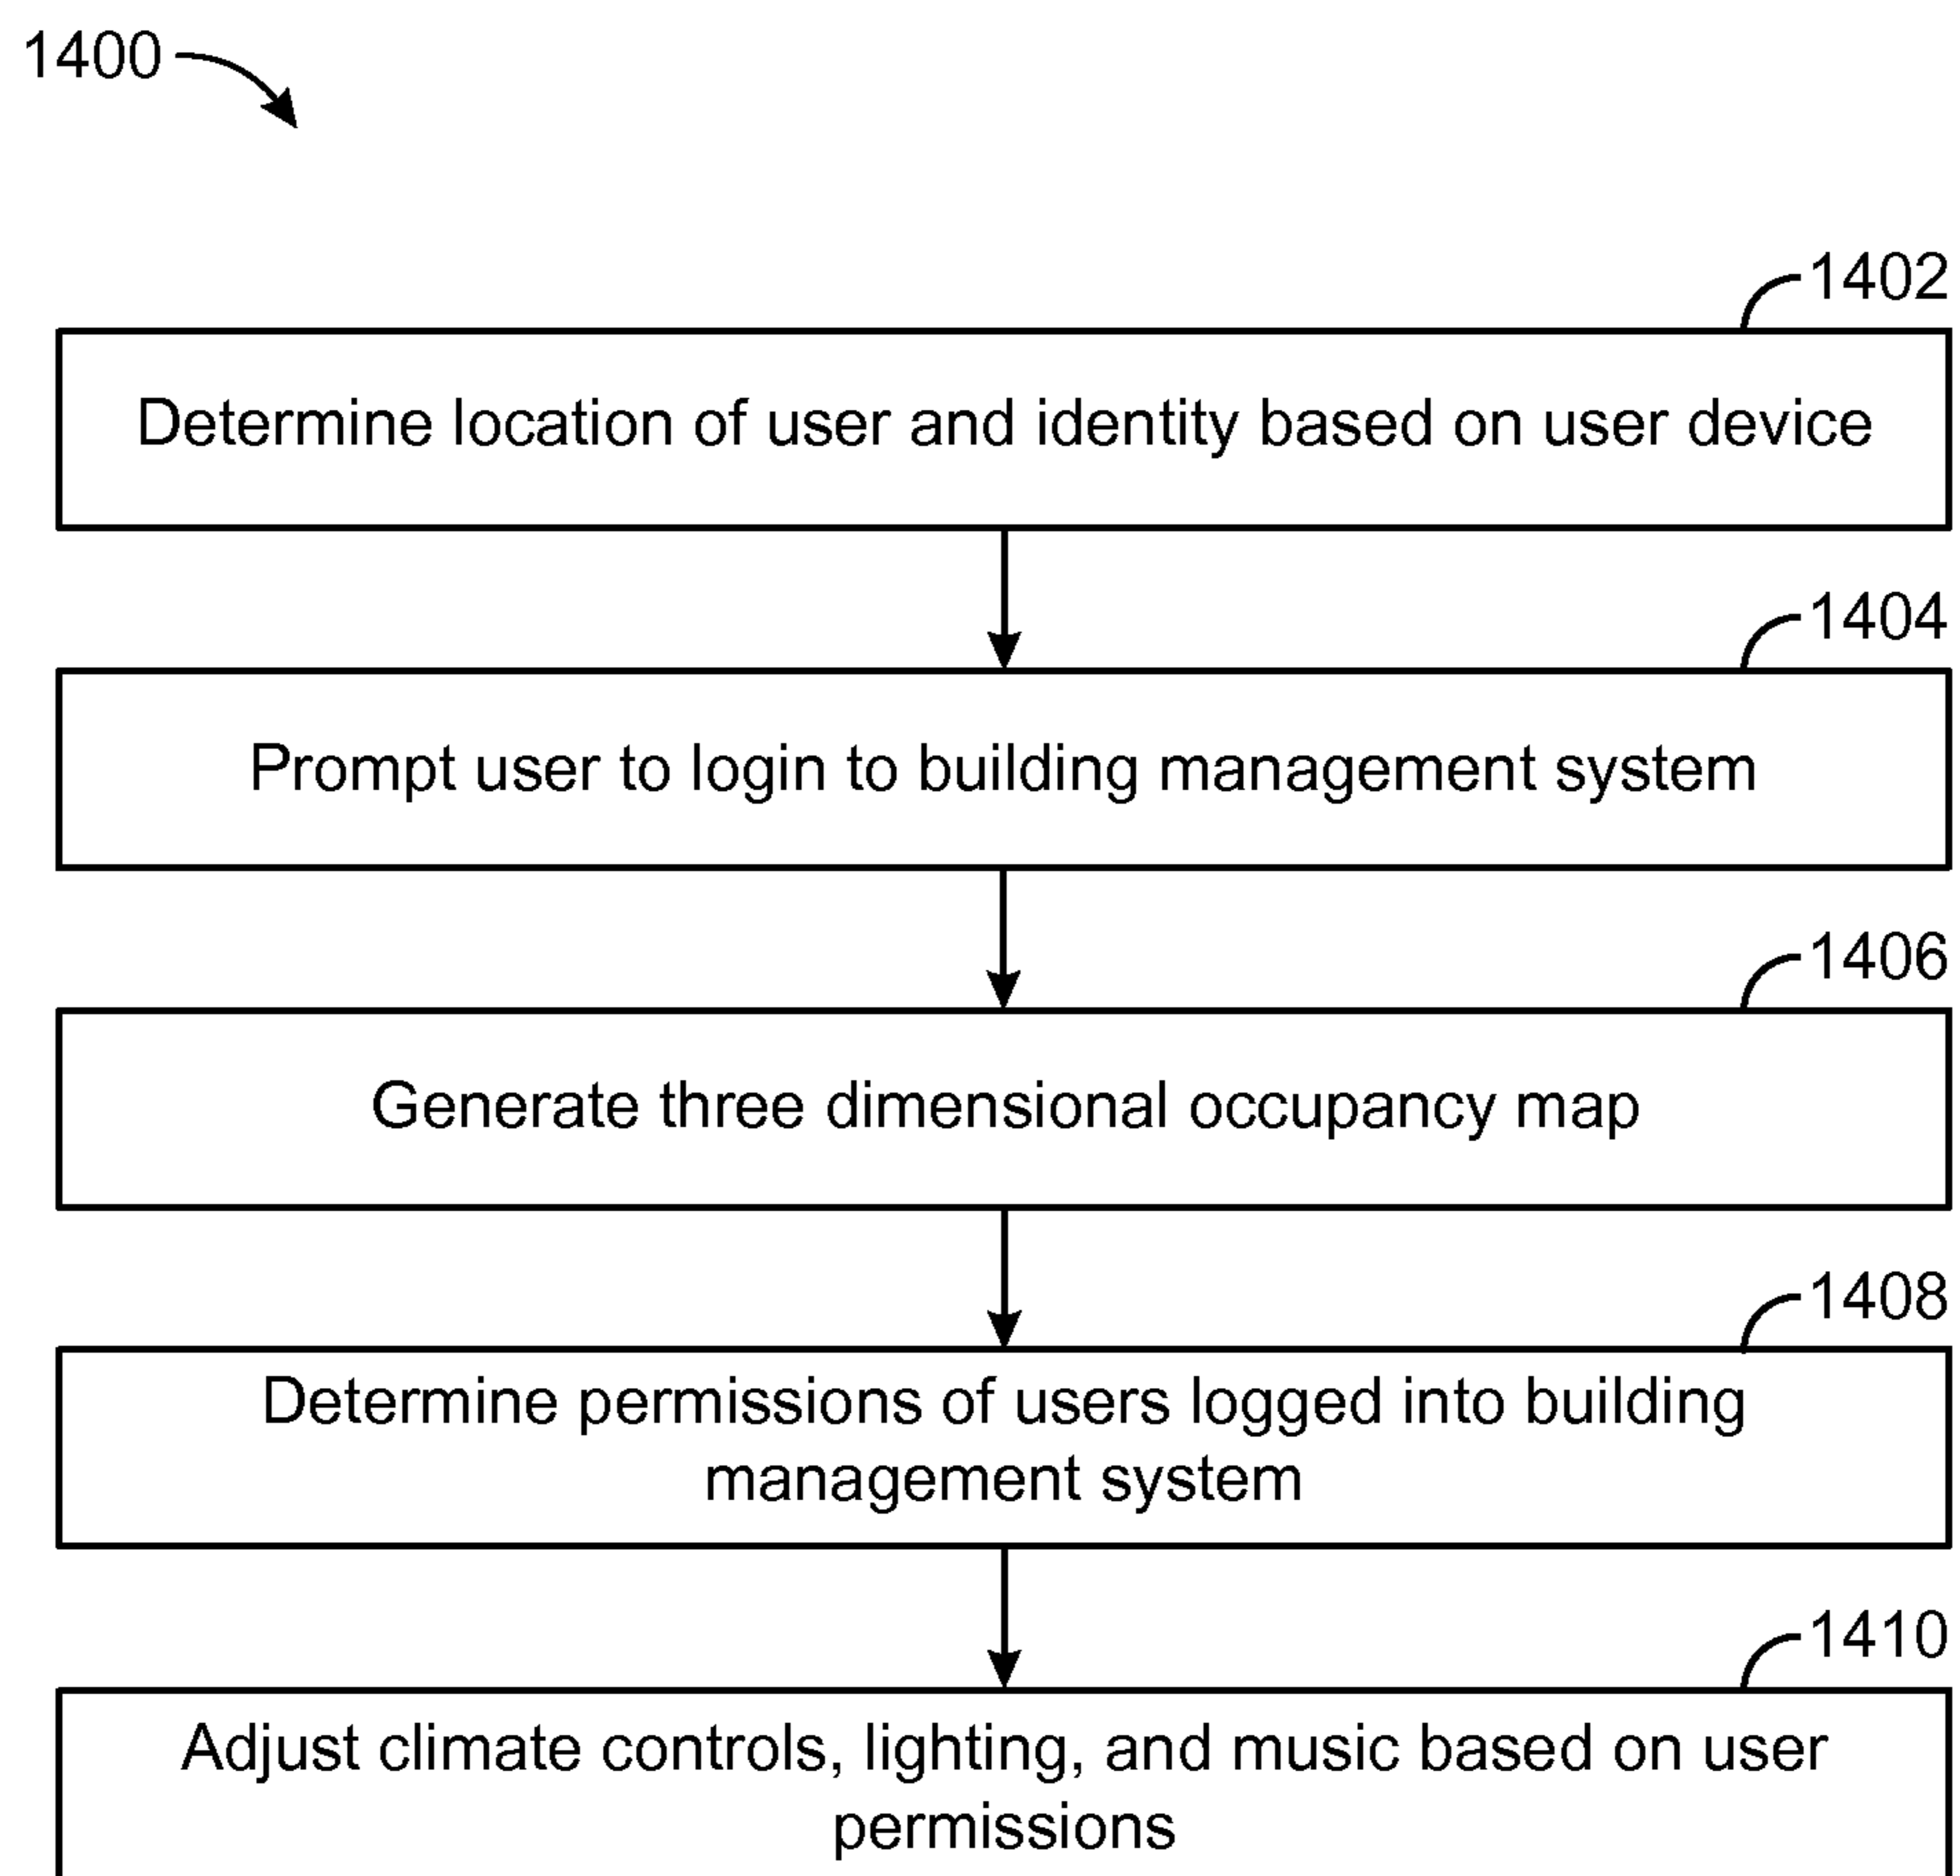 1400
1402
Determine location of user and identity based on user device
1404
Prompt user to login to building management system
1406
Generate three dimensional occupancy map
1408
Determine permissions of users logged into building
management system
1410
Adjust climate controls, lighting, and music based on user
permissions